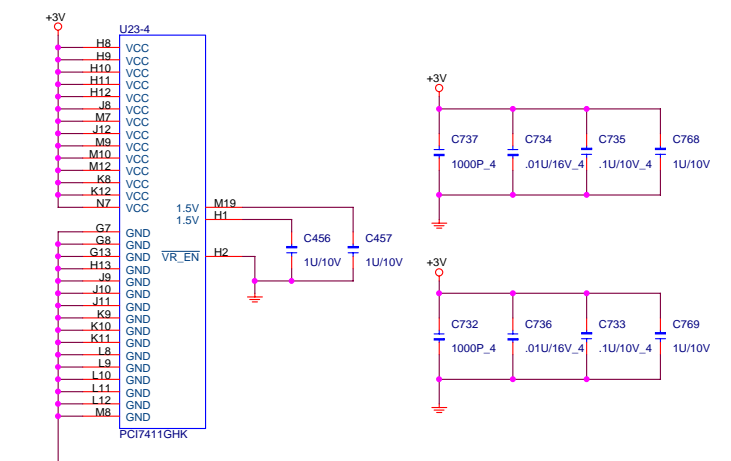 +3V
U23-4
H8 VCC
H9 VCC
H10 VCC
H11 VCC
H12 VCC
J8 VCC
M7 VCC
J12 VCC
M9 VCC
M10 VCC
M12 VCC
K8 VCC
K12 VCC
N7 VCC
1.5V M19
1.5V H1
G7 GND
G8 GND
G13 GND
VR_EN H2
H13 GND
J9 GND
J10 GND
J11 GND
K9 GND
K10 GND
K11 GND
L8 GND
L9 GND
L10 GND
L11 GND
L12 GND
M8 GND
PCI7411GHK
C456
1U/10V
C457
1U/10V
+3V
C737
1000P_4
C734
.01U/16V_4
C735
.1U/10V_4
C768
1U/10V
+3V
C732
1000P_4
C736
.01U/16V_4
C733
.1U/10V_4
C769
1U/10V